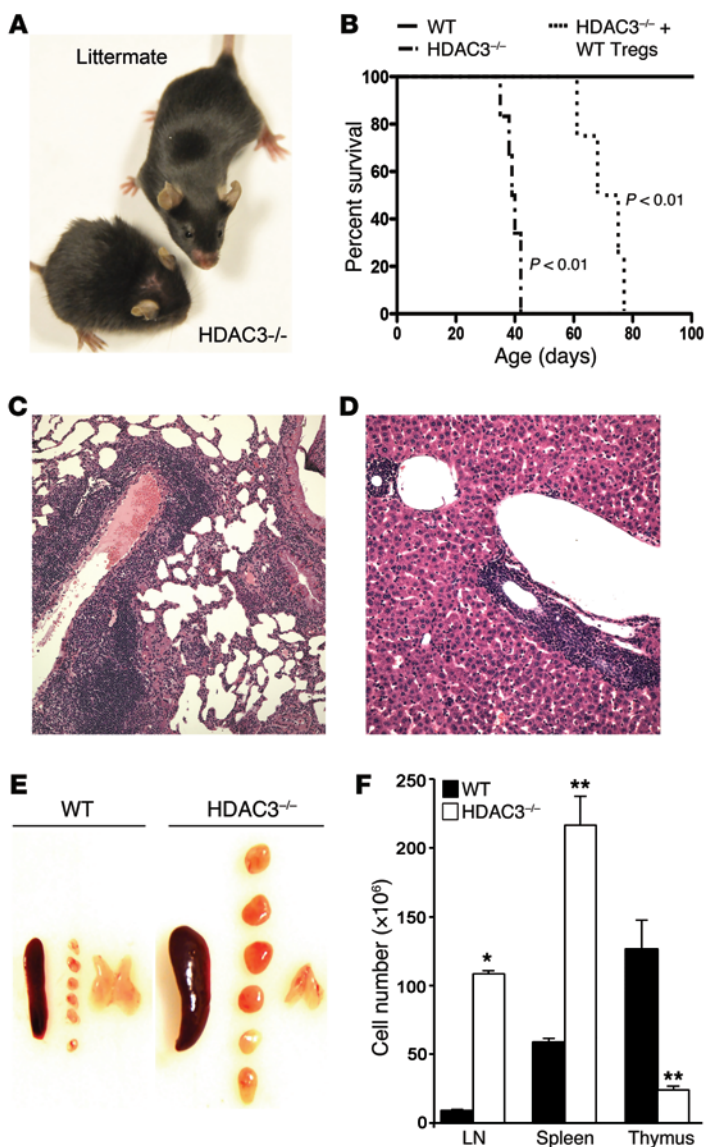 A
Littermate
HDAC3-/-
B
WT
HDAC3⁻/⁻
HDAC3⁻/⁻ +
WT Tregs
Percent survival
100
80
60
40
20
0
P < 0.01
P < 0.01
0 20 40 60 80 100
Age (days)
C
D
E
WT HDAC3⁻/⁻
F
WT
HDAC3⁻/⁻
Cell number (×10⁶)
250
200
150
100
50
0
*
**
**
LN Spleen Thymus